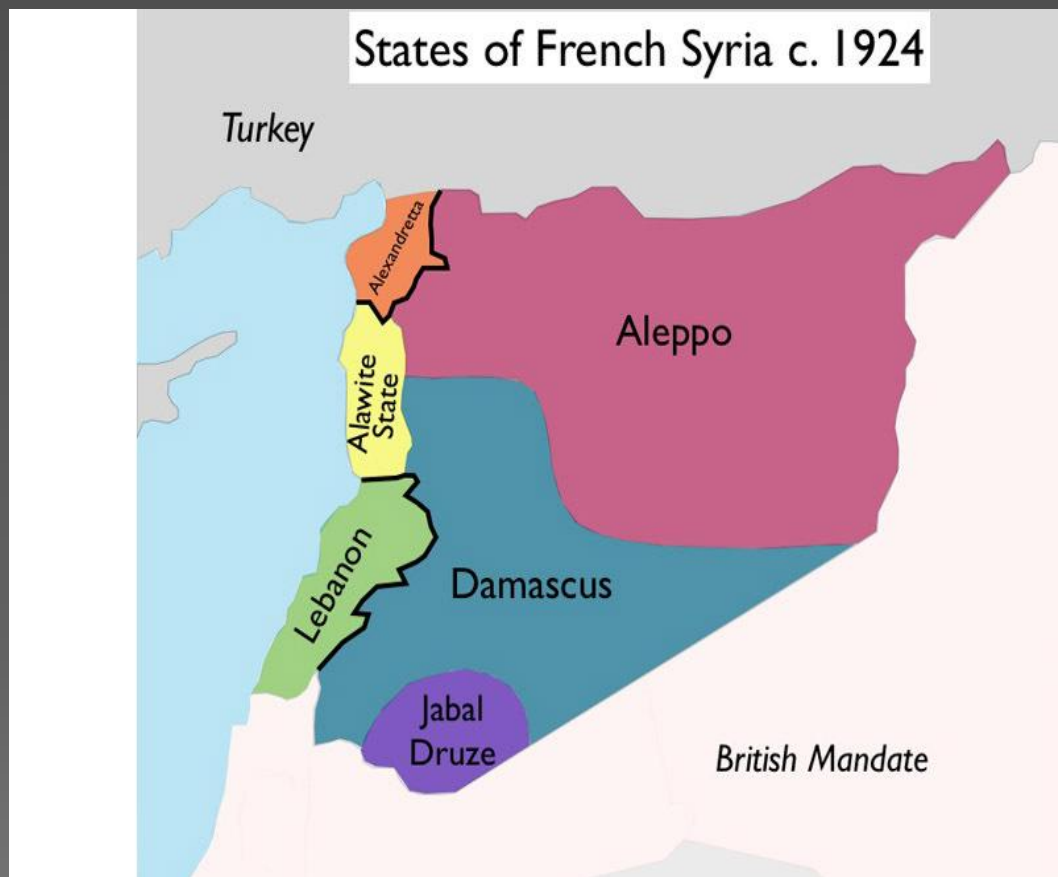 States of French Syria c. 1924
Turkey
Alexandretta
Aleppo
Alawite
State
Lebanon
Damascus
Jabal
Druze
British Mandate